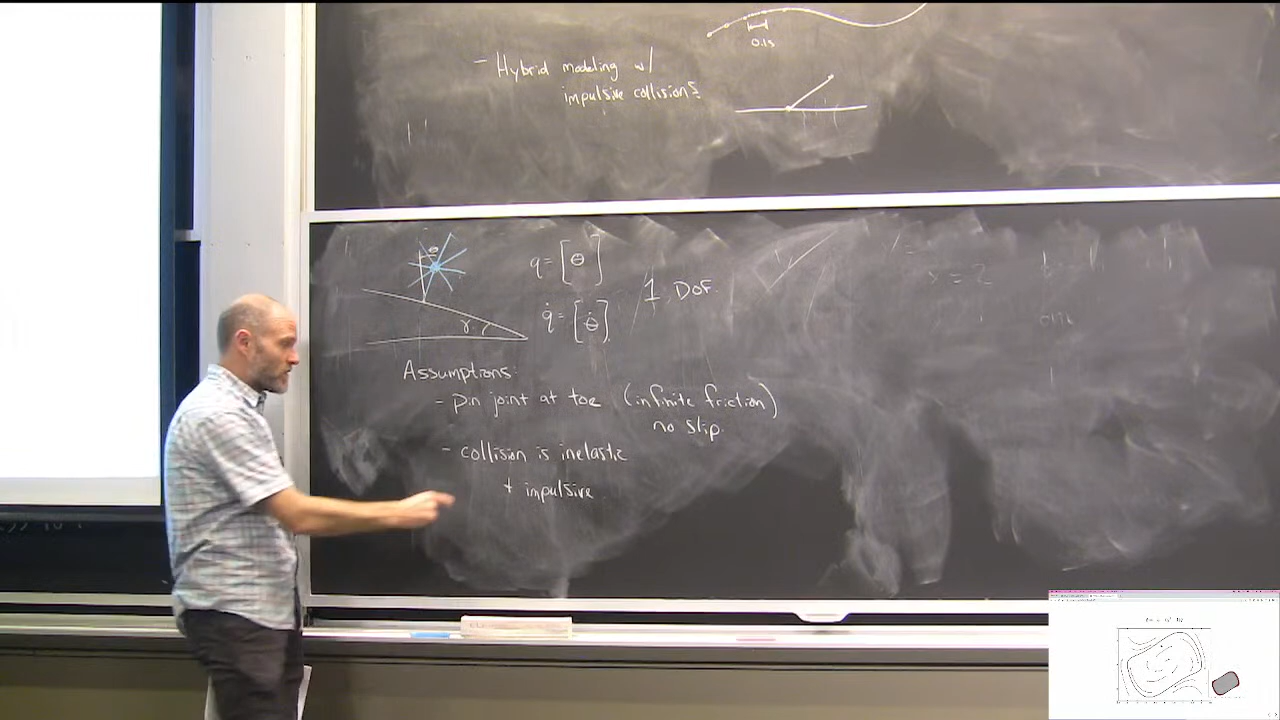 0.1s
- Hybrid modeling w/
impulsive collisions
θ
γ
q = [θ]
q̇ = [θ̇]
1 DOF.
Assumptions:
- pin joint at toe (infinite friction)
no slip.
- collision is inelastic
+ impulsive.